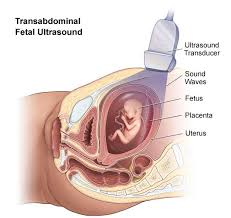 Transabdominal
Fetal Ultrasound
Ultrasound
Transducer
Sound
Waves
Fetus
Placenta
Uterus